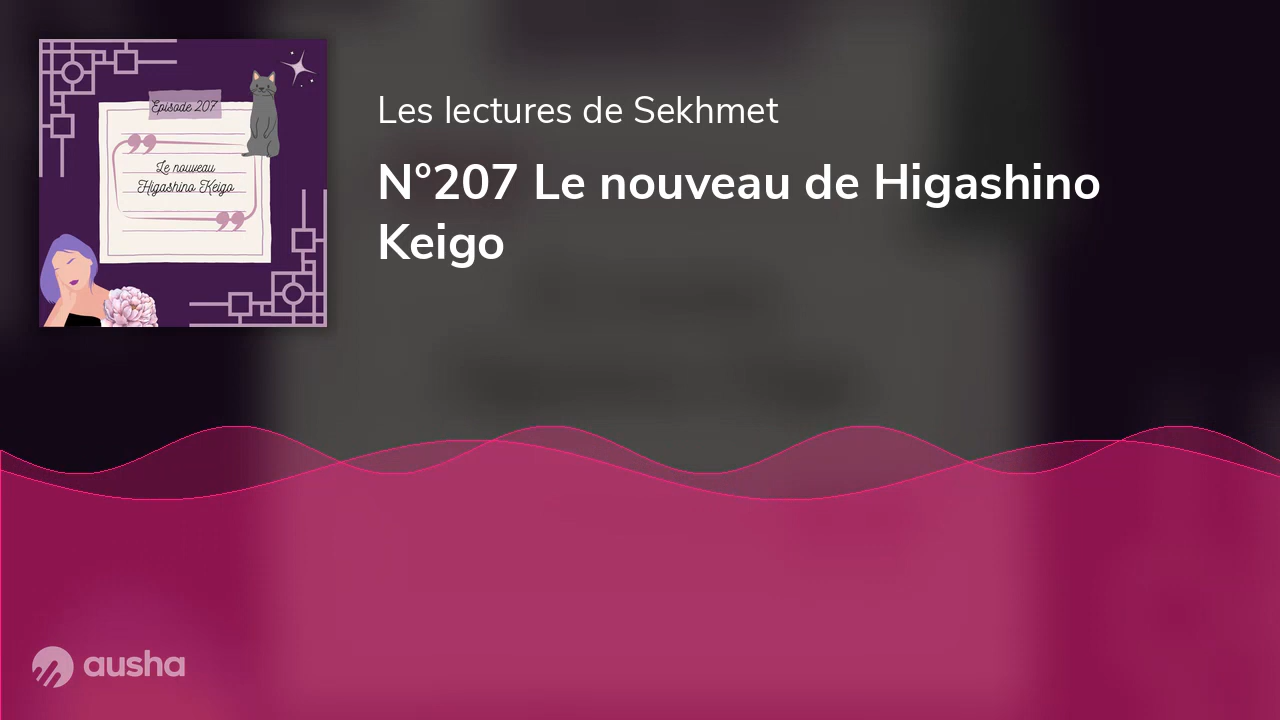 Episode 207
Le nouveau
Higashino Keigo
Les lectures de Sekhmet
N°207 Le nouveau de Higashino
Keigo
ausha